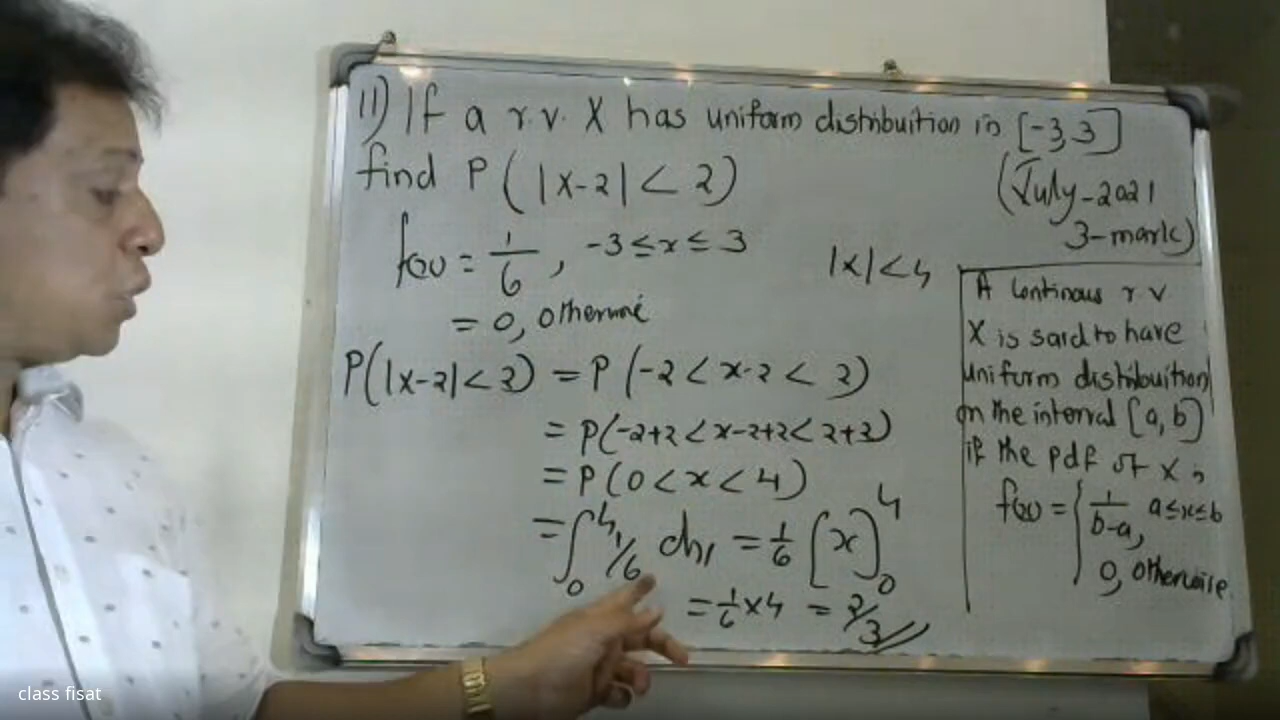 11) If a r.v. X has uniform distribuition in [-3,3]
find P(|X-2| < 2)
(July-2021
3-mark)
f(x) = 1/6, -3≤x≤3
= 0, otherwise
|x|<4
P(|x-2|<2) = P(-2 < x-2 < 2)
= P(-2+2 < x-2+2 < 2+2)
= P(0 < x < 4)
= ∫₀⁴ 1/6 dx = 1/6 [x]₀⁴
= 1/6 x 4 = 2/3
A continous r.v
X is said to have
uniform distribuition
on the interval [a,b]
if the pdf of X is
f(x) = { 1/(b-a), a≤x≤b
0, otherwise
class fisat